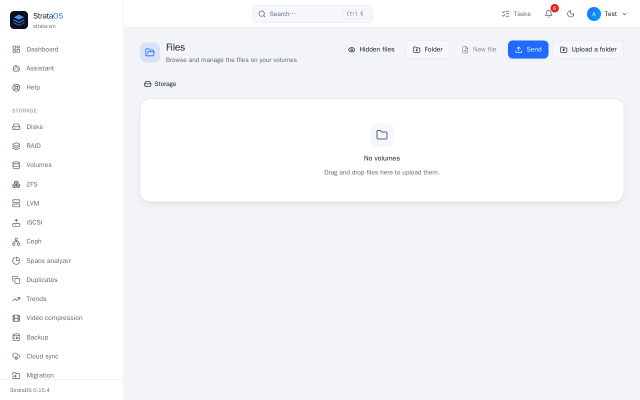 StrataOS
strata-vm
Search…
Ctrl K
Tasks
6
A
Test
Dashboard
Assistant
Help
STORAGE
Disks
RAID
Volumes
ZFS
LVM
iSCSI
Ceph
Space analyzer
Duplicates
Trends
Video compression
Backup
Cloud sync
Migration
StrataOS 0.15.4
Files
Browse and manage the files on your volumes
Hidden files
Folder
New file
Send
Upload a folder
Storage
No volumes
Drag and drop files here to upload them.